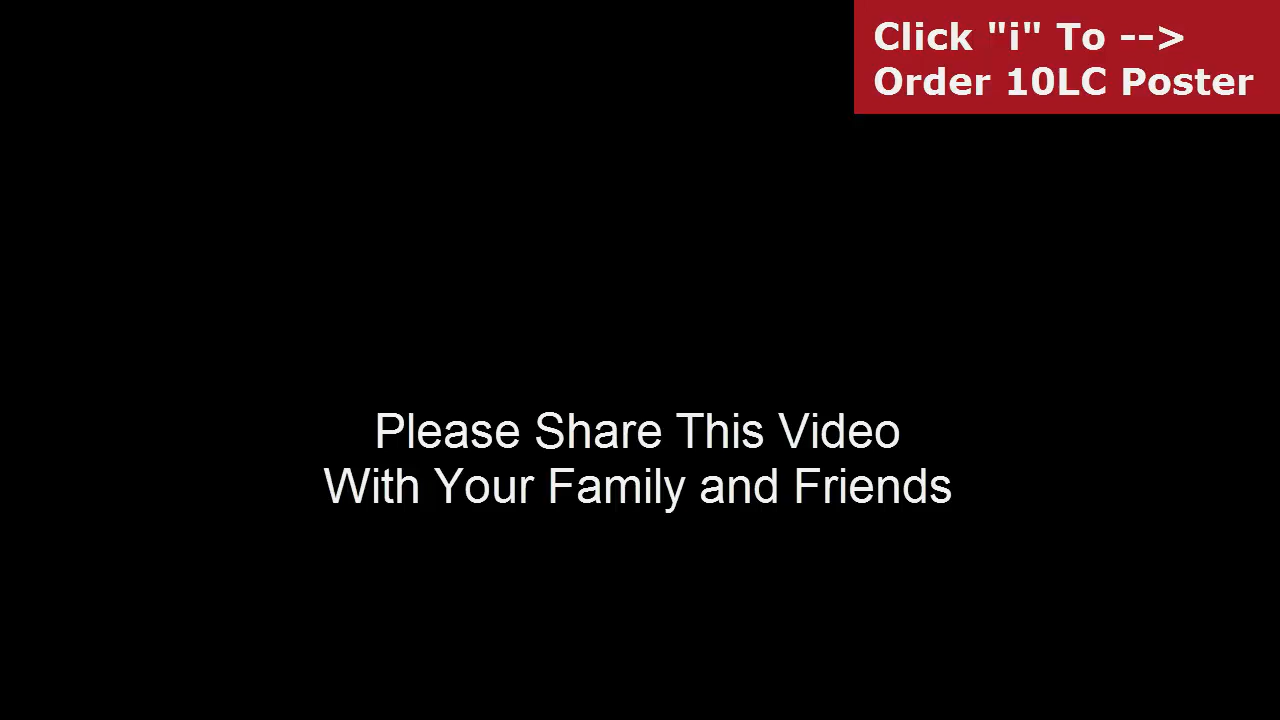 Click "i" To -->
Order 10LC Poster
Please Share This Video
With Your Family and Friends